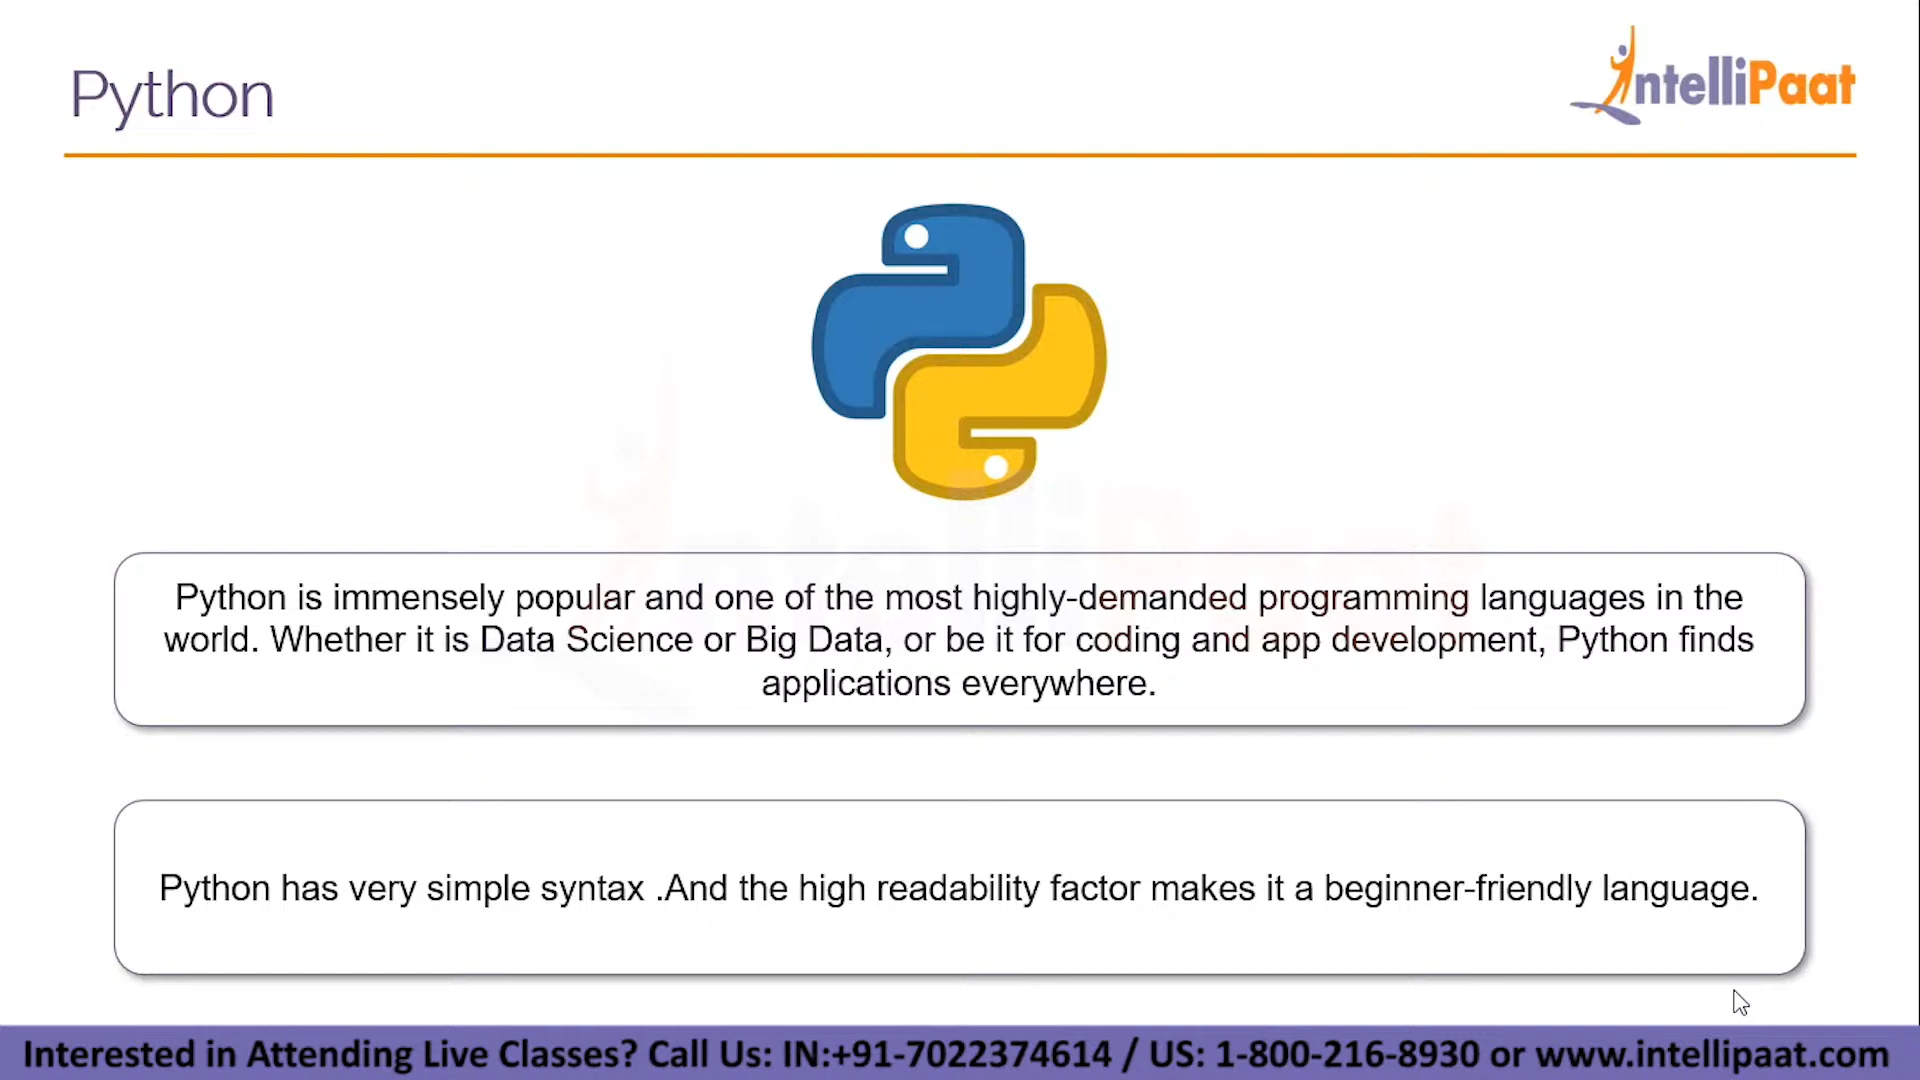 Python
IntelliPaat
Python is immensely popular and one of the most highly-demanded programming languages in the
world. Whether it is Data Science or Big Data, or be it for coding and app development, Python finds
applications everywhere.
Python has very simple syntax .And the high readability factor makes it a beginner-friendly language.
Interested in Attending Live Classes? Call Us: IN:+91-7022374614 / US: 1-800-216-8930 or www.intellipaat.com